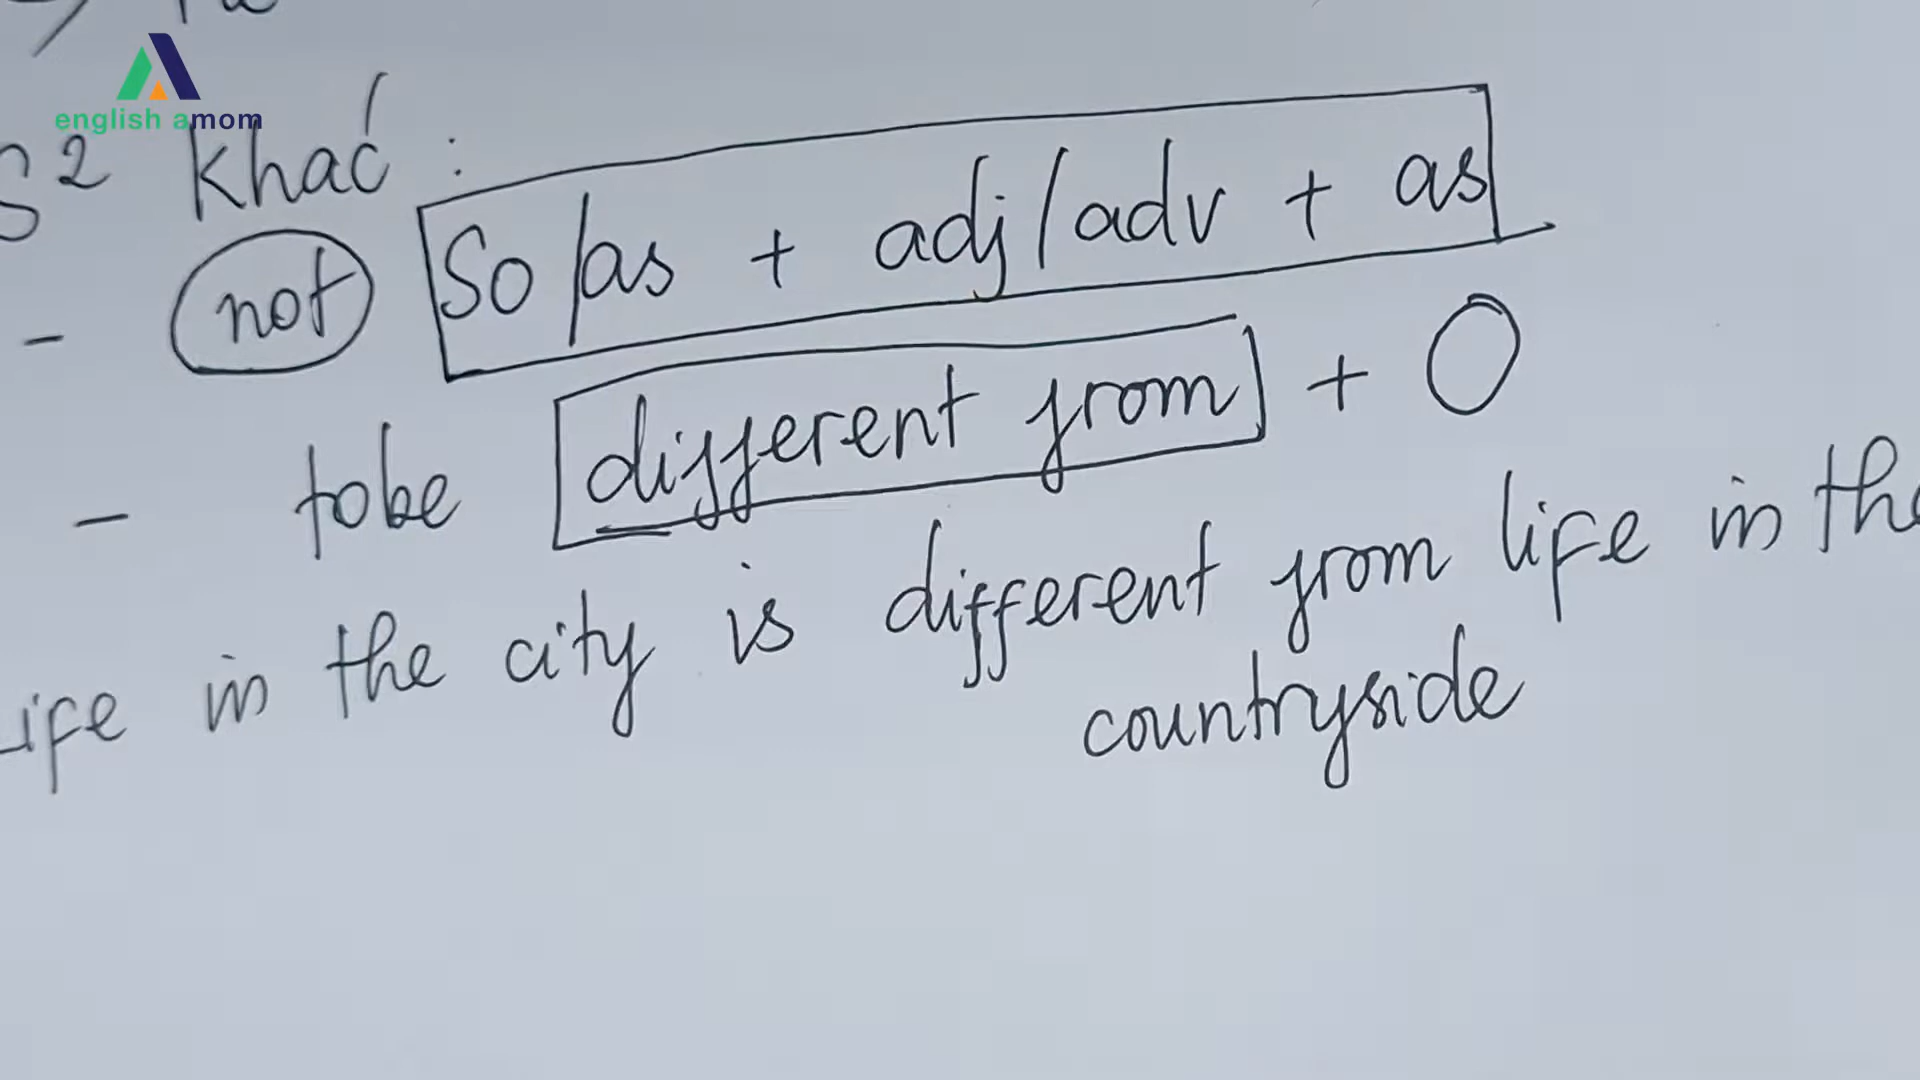 english amom
S² khác :
- not So/as + adj/adv + as
- tobe different from + O
Life in the city is different from life in the
countryside